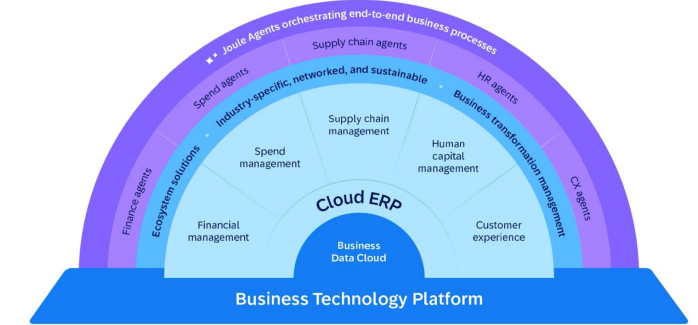 Joule Agents orchestrating end-to-end business processes
Finance agents
Spend agents
Supply chain agents
HR agents
CX agents
Ecosystem solutions
Industry-specific, networked, and sustainable
Business transformation management
Financial
management
Spend
management
Supply chain
management
Human
capital
management
Customer
experience
Cloud ERP
Business
Data Cloud
Business Technology Platform